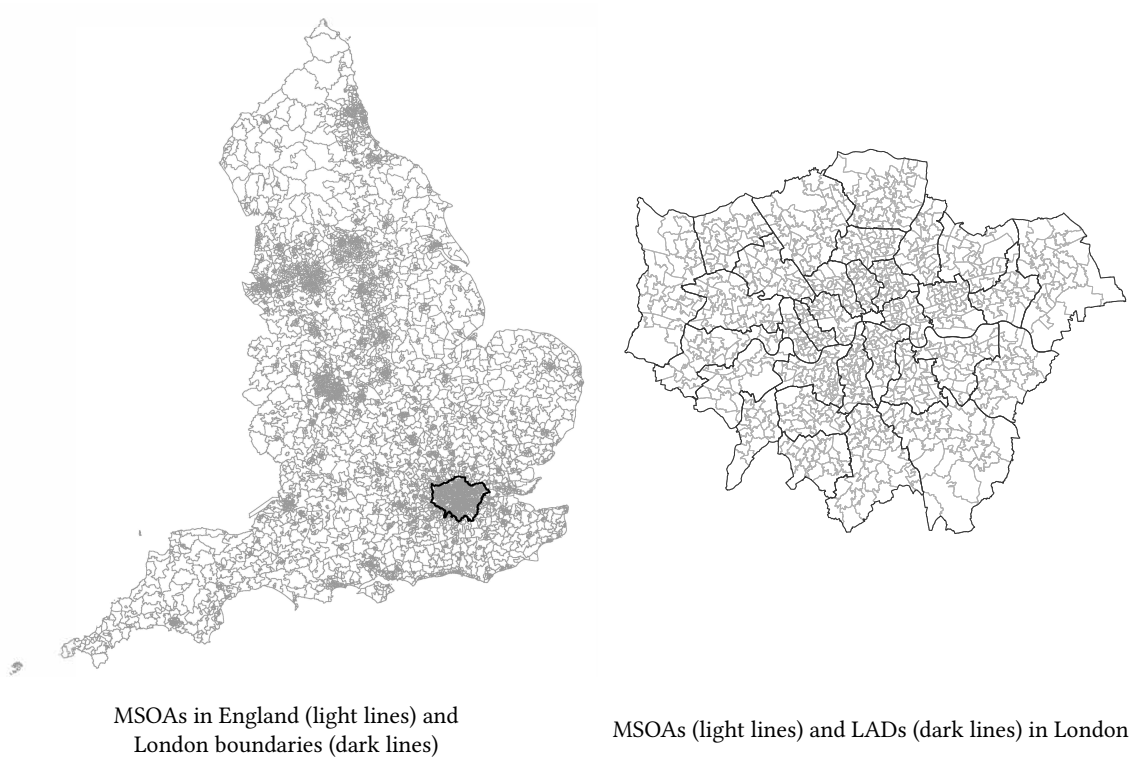 MSOAs in England (light lines) and
London boundaries (dark lines)
MSOAs (light lines) and LADs (dark lines) in London